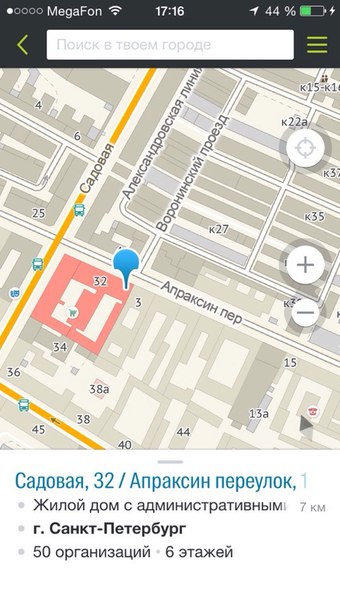 MegaFon 17:16 44 %
Поиск в твоем городе
к15-к16
4
6
Садовая
Александровская линия
Воронинский проезд
к22а
к37
25
к27
к35
32
3
Апраксин пер
34
36
15
38а
38
40
45
44
13а
Садовая, 32 / Апраксин переулок, 1
Жилой дом с административными 7 км
г. Санкт-Петербург
50 организаций • 6 этажей